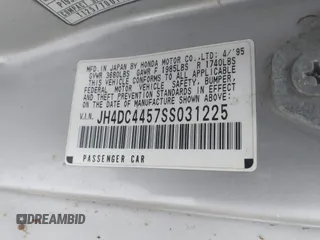 MFD. IN JAPAN BY HONDA MOTOR CO., LTD. 4/'95
GVWR 3680LBS GAWR F 1985LBS R 1740LBS
THIS VEHICLE CONFORMS TO ALL APPLICABLE
FEDERAL MOTOR VEHICLE SAFETY, BUMPER,
AND THEFT PREVENTION STANDARDS IN
EFFECT ON THE DATE OF MANUFACTURE
SHOWN ABOVE.
V.I.N. JH4DC4457SS031225
PASSENGER CAR
© DREAMBID